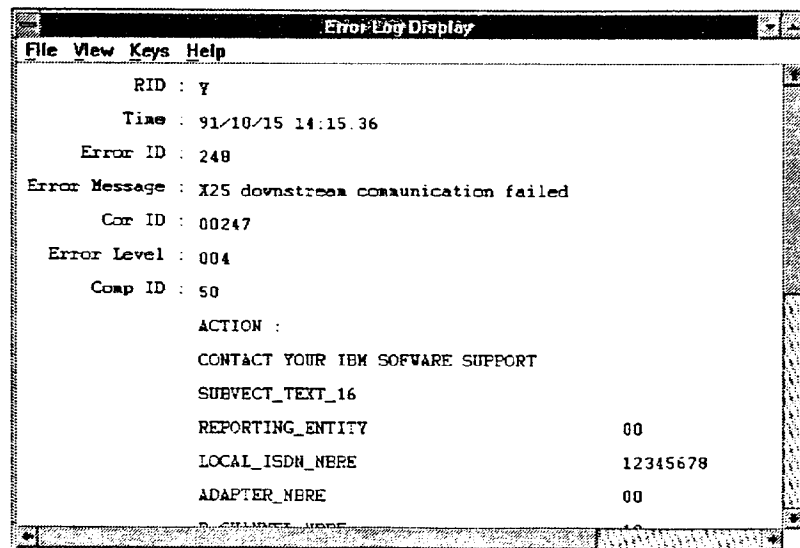 Error Log Display
File View Keys Help
RID : Y
Time : 91/10/15 14:15.36
Error ID : 248
Error Message : X25 downstream communication failed
Cor ID : 00247
Error Level : 004
Comp ID : 50
ACTION :
CONTACT YOUR IBM SOFWARE SUPPORT
SUBVECT_TEXT_16
REPORTING_ENTITY 00
LOCAL_ISDN_NBRE 12345678
ADAPTER_NBRE 00